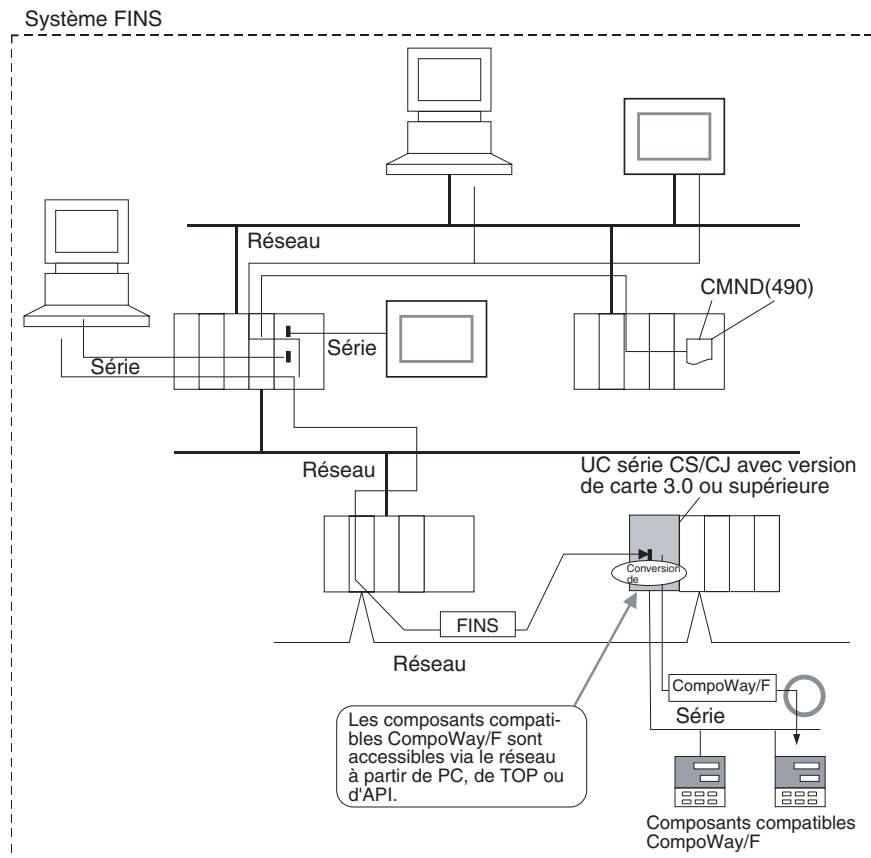 Système FINS
Réseau
CMND(490)
Série
Série
Réseau
UC série CS/CJ avec version
de carte 3.0 ou supérieure
Conversion
de
FINS
Réseau
CompoWay/F
Série
Les composants compati-
bles CompoWay/F sont
accessibles via le réseau
à partir de PC, de TOP ou
d'API.
Composants compatibles
CompoWay/F